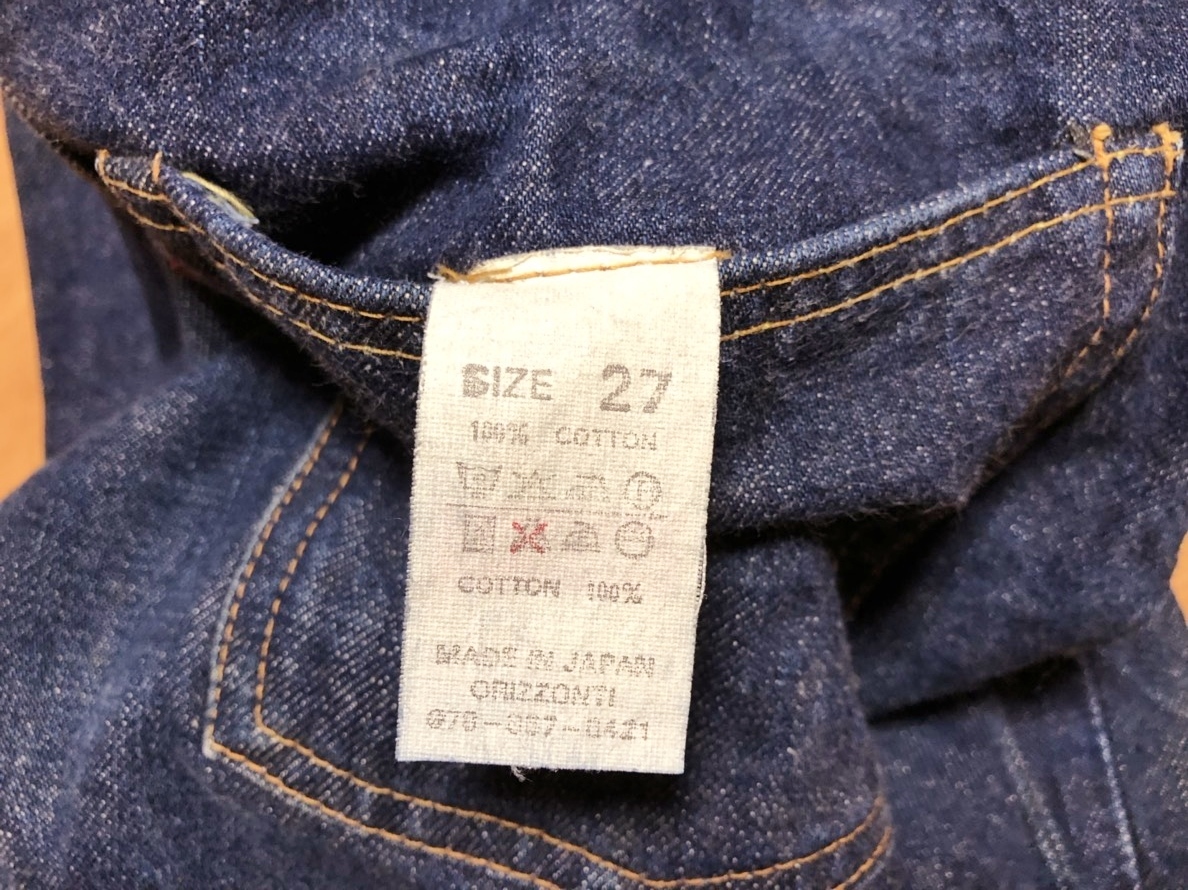 SIZE 27
100% COTTON
COTTON 100%
MADE IN JAPAN
ORIZZONTI